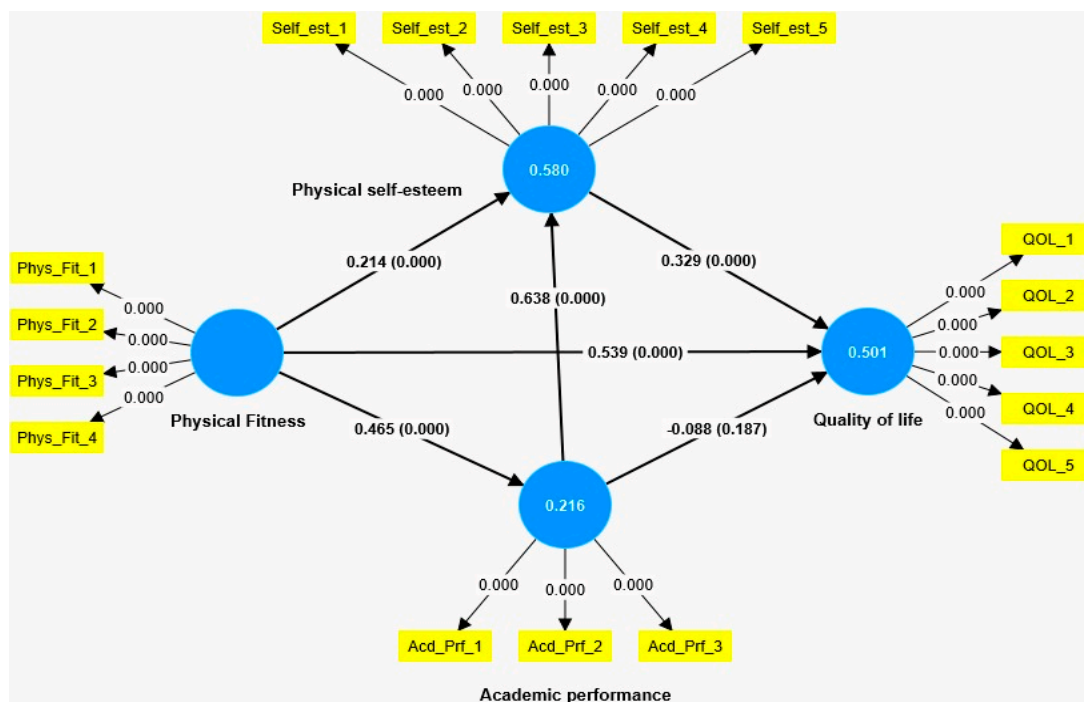 Self_est_1
Self_est_2
Self_est_3
Self_est_4
Self_est_5
0.000
0.000
0.000
0.000
0.000
0.580
Physical self-esteem
0.214 (0.000)
0.329 (0.000)
0.638 (0.000)
Phys_Fit_1
Phys_Fit_2
Phys_Fit_3
Phys_Fit_4
0.000
0.000
0.000
0.000
Physical Fitness
0.539 (0.000)
0.465 (0.000)
-0.088 (0.187)
0.501
Quality of life
0.000
0.000
0.000
0.000
0.000
QOL_1
QOL_2
QOL_3
QOL_4
QOL_5
0.216
0.000
0.000
0.000
Acd_Prf_1
Acd_Prf_2
Acd_Prf_3
Academic performance